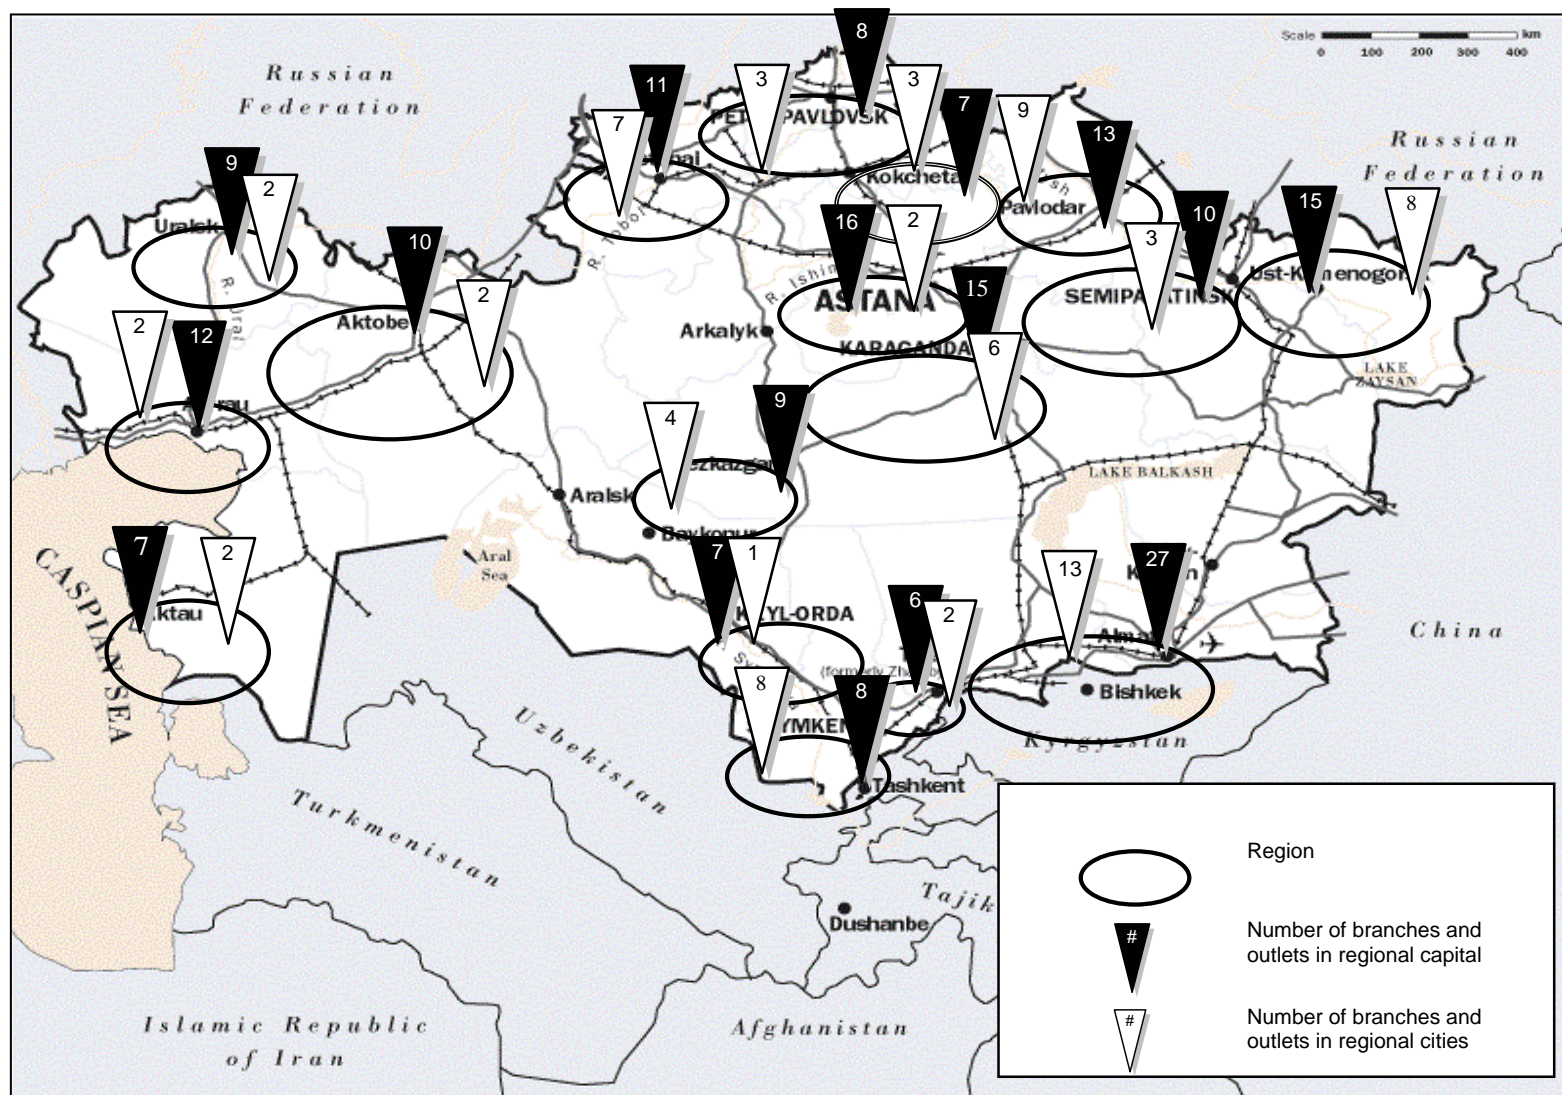 Scale
km
0 100 200 300 400
8
11
3
3
7
9
13
7
9
2
10
15
8
16
2
3
10
2
15
6
2
12
9
4
7
2
7
1
6
2
13
27
8
8
Russian
Federation
Russian
Federation
PAVLOVSK
Kokcheta
Pavlodar
Uralsk
R. Tobol
R. Ishim
R. Ural
ASTANA
SEMIPALATINSK
Ust-Kamenogorsk
Aktobe
Arkalyk
KARAGANDA
LAKE
ZAYSAN
LAKE BALKASH
Aralsk
Baykonur
Aral
Sea
CASPIAN SEA
Aktau
KZYL-ORDA
(formerly
China
Bishkek
Kyrgyzstan
Uzbekistan
Tashkent
Turkmenistan
Tajik
Dushanbe
Islamic Republic
of Iran
Afghanistan
Region
#
Number of branches and
outlets in regional capital
#
Number of branches and
outlets in regional cities